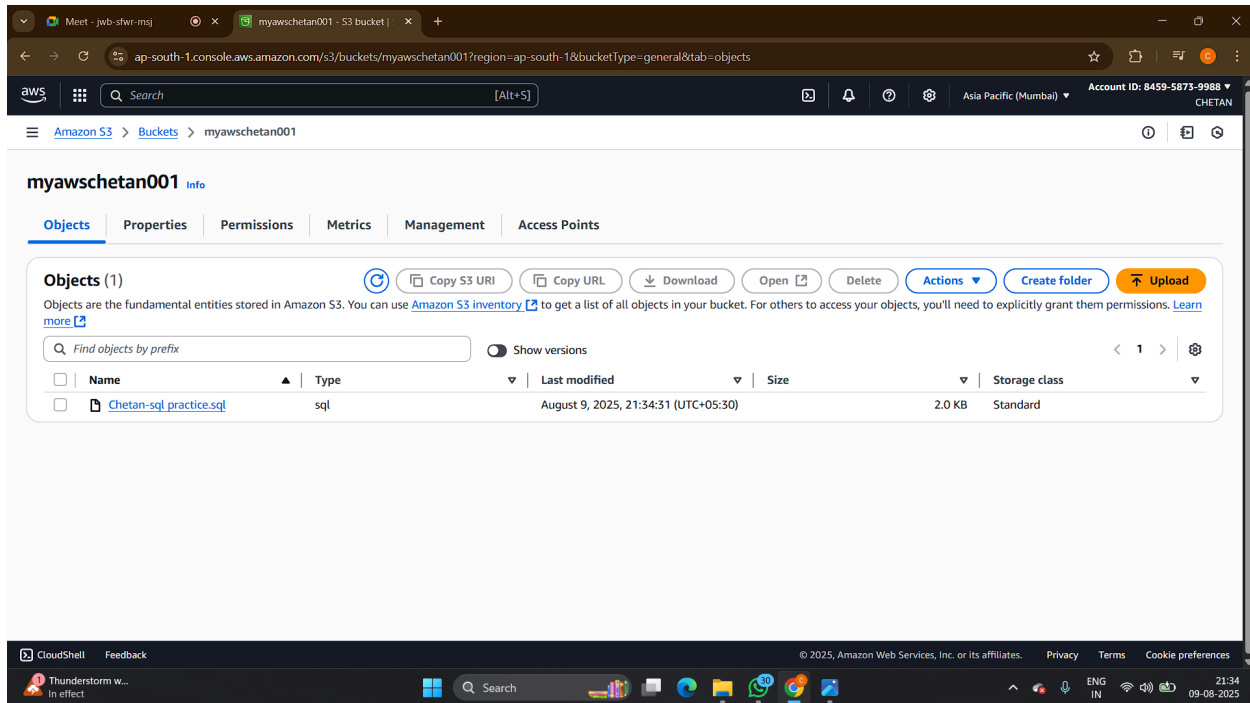 Meet - jwb-sfwr-msj
myawschetan001 - S3 bucket |
ap-south-1.console.aws.amazon.com/s3/buckets/myawschetan001?region=ap-south-1&bucketType=general&tab=objects
C
aws
Search [Alt+S]
Asia Pacific (Mumbai)
Account ID: 8459-5873-9988
CHETAN
Amazon S3 > Buckets > myawschetan001
myawschetan001 Info
Objects Properties Permissions Metrics Management Access Points
Objects (1) Copy S3 URI Copy URL Download Open Delete Actions Create folder Upload
Objects are the fundamental entities stored in Amazon S3. You can use Amazon S3 inventory to get a list of all objects in your bucket. For others to access your objects, you'll need to explicitly grant them permissions. Learn
more
Find objects by prefix Show versions 1
Name Type Last modified Size Storage class
Chetan-sql practice.sql sql August 9, 2025, 21:34:31 (UTC+05:30) 2.0 KB Standard
CloudShell Feedback © 2025, Amazon Web Services, Inc. or its affiliates. Privacy Terms Cookie preferences
1
Thunderstorm w...
In effect
Search
30
C
ENG
IN
21:34
09-08-2025